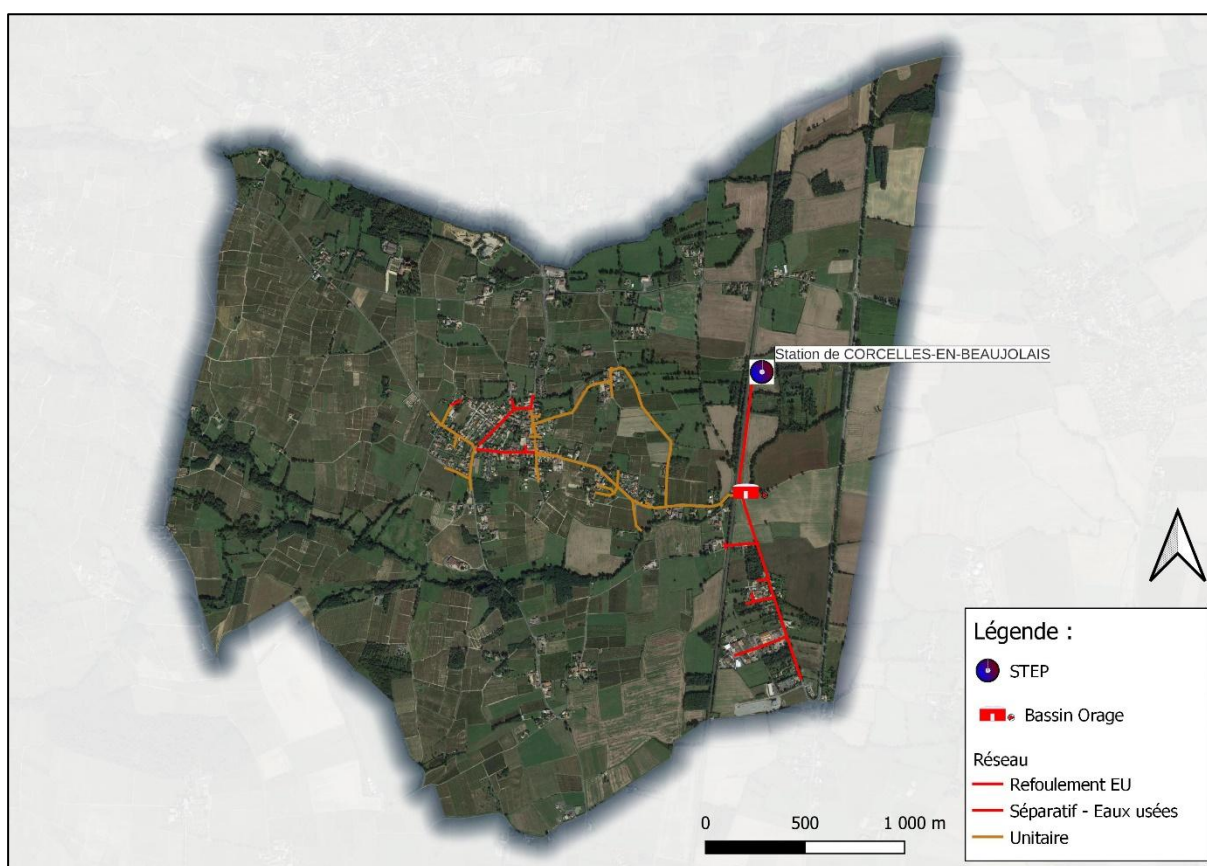 Station de CORCELLES-EN-BEAUJOLAIS
Légende :
STEP
Bassin Orage
Réseau
Refoulement EU
Séparatif - Eaux usées
Unitaire
0 500 1 000 m